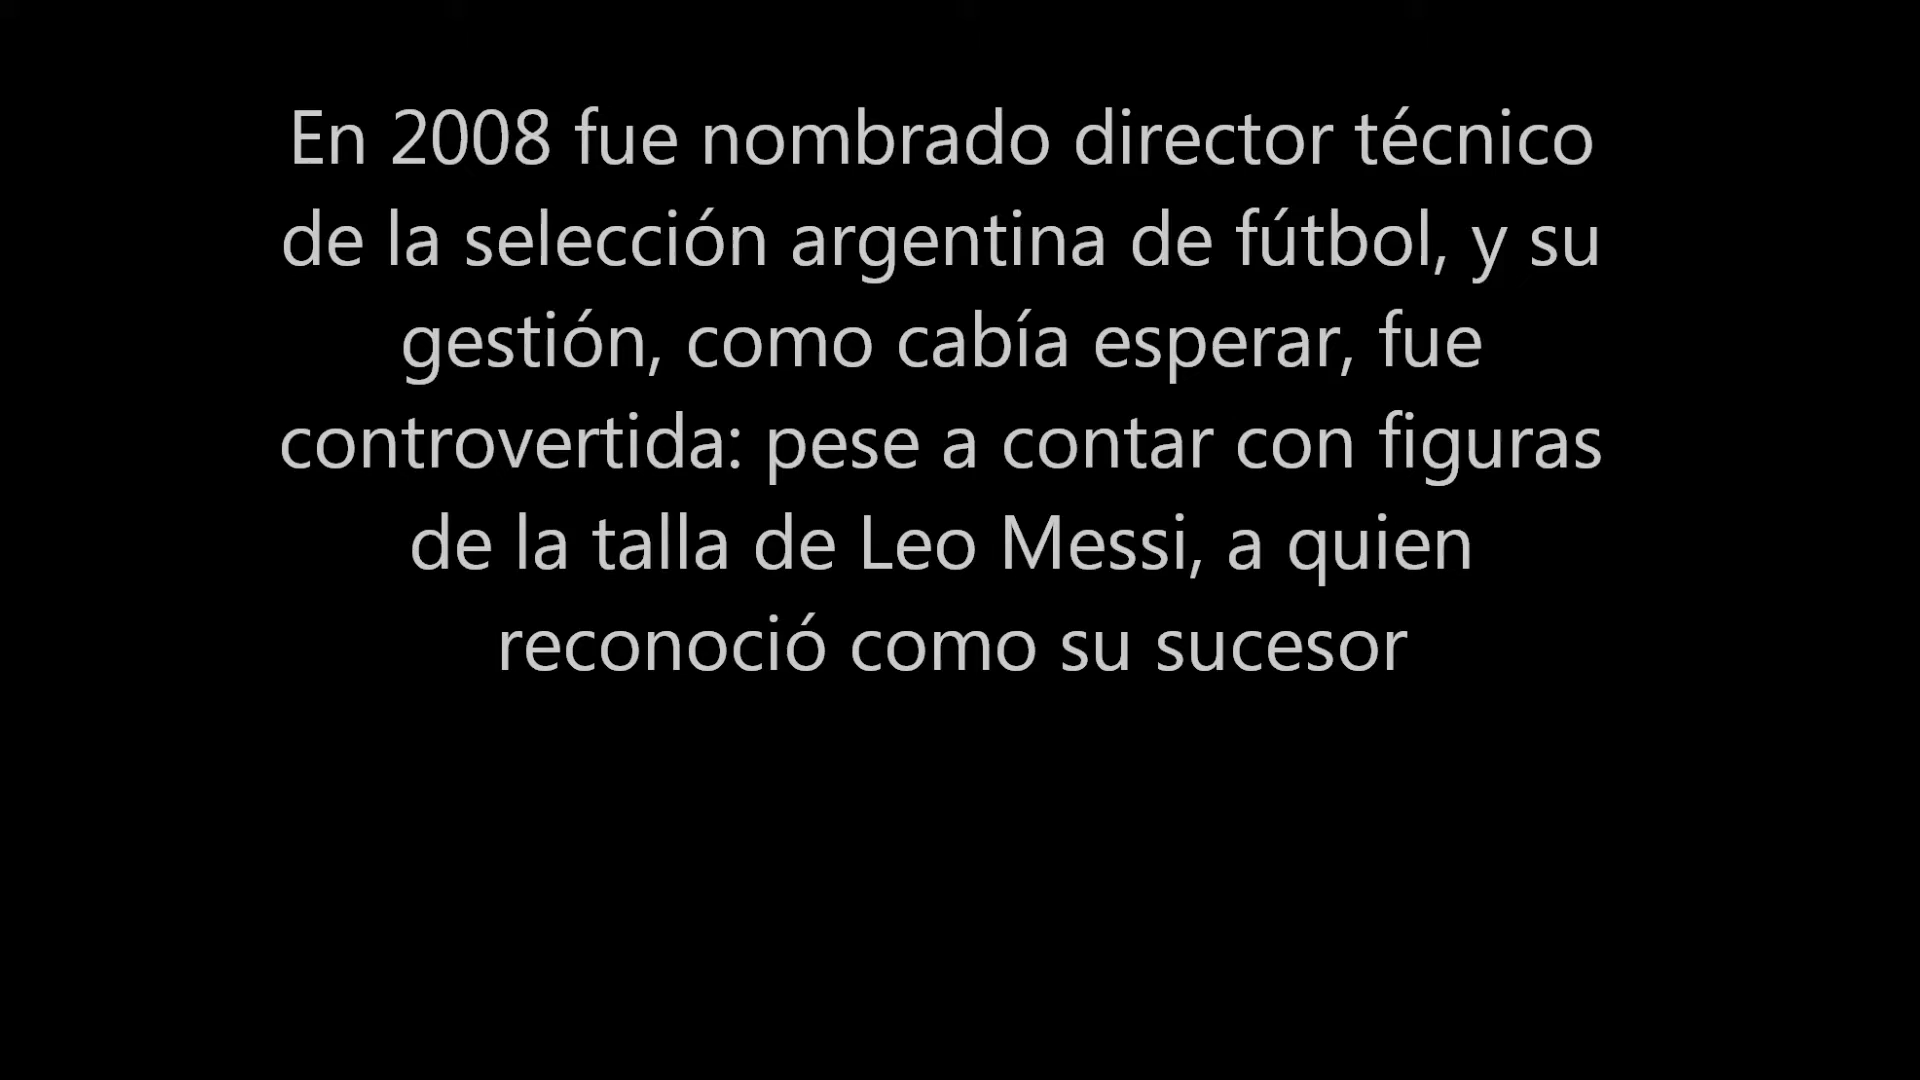 En 2008 fue nombrado director técnico
de la selección argentina de fútbol, y su
gestión, como cabía esperar, fue
controvertida: pese a contar con figuras
de la talla de Leo Messi, a quien
reconoció como su sucesor